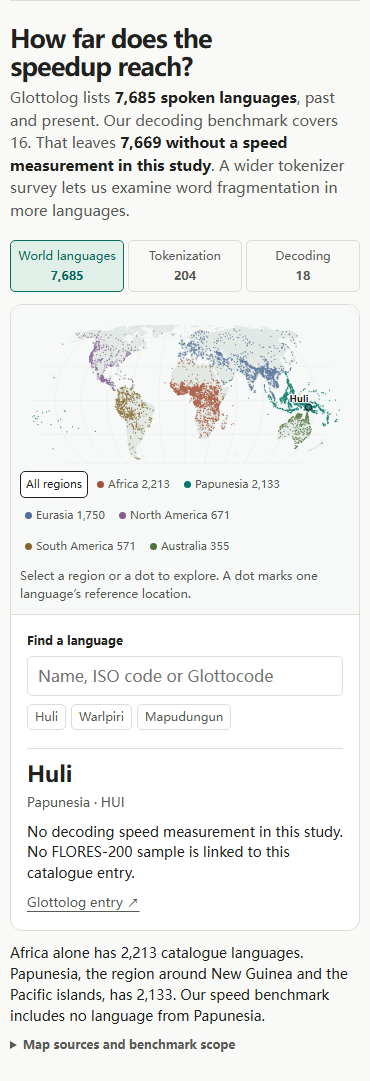 How far does the
speedup reach?
Glottolog lists 7,685 spoken languages, past
and present. Our decoding benchmark covers
16. That leaves 7,669 without a speed
measurement in this study. A wider tokenizer
survey lets us examine word fragmentation in
more languages.
World languages
7,685
Tokenization
204
Decoding
18
Huli
All regions
Africa 2,213
Papunesia 2,133
Eurasia 1,750
North America 671
South America 571
Australia 355
Select a region or a dot to explore. A dot marks one
language’s reference location.
Find a language
Name, ISO code or Glottocode
Huli
Warlpiri
Mapudungun
Huli
Papunesia · HUI
No decoding speed measurement in this study.
No FLORES-200 sample is linked to this
catalogue entry.
Glottolog entry ↗
Africa alone has 2,213 catalogue languages.
Papunesia, the region around New Guinea and the
Pacific islands, has 2,133. Our speed benchmark
includes no language from Papunesia.
▶ Map sources and benchmark scope